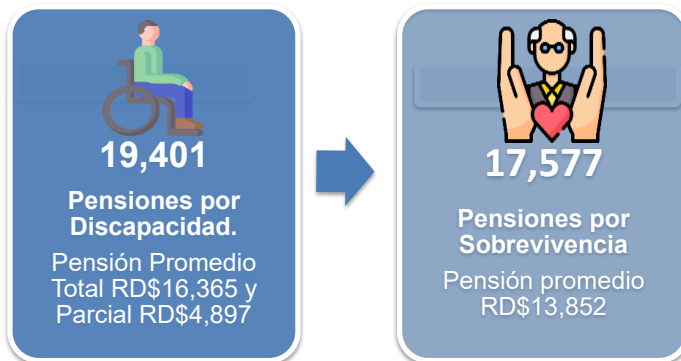 19,401
Pensiones por
Discapacidad.
Pensión Promedio
Total RD$16,365 y
Parcial RD$4,897
17,577
Pensiones por
Sobrevivencia
Pensión promedio
RD$13,852